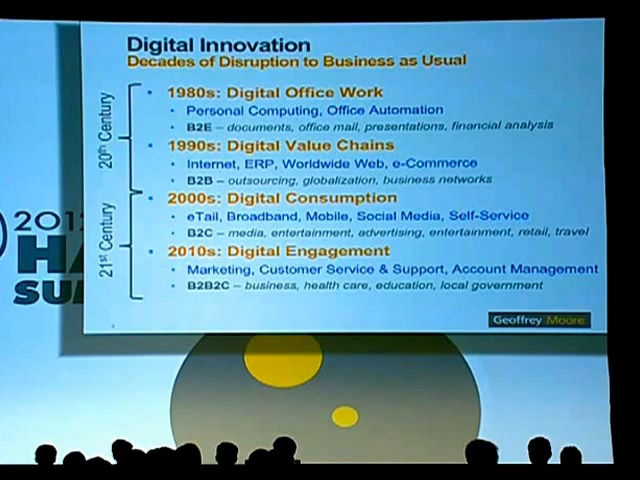 Digital Innovation
Decades of Disruption to Business as Usual
20th Century
• 1980s: Digital Office Work
• Personal Computing, Office Automation
• B2E – documents, office mail, presentations, financial analysis
• 1990s: Digital Value Chains
• Internet, ERP, Worldwide Web, e-Commerce
• B2B – outsourcing, globalization, business networks
21st Century
• 2000s: Digital Consumption
• eTail, Broadband, Mobile, Social Media, Self-Service
• B2C – media, entertainment, advertising, entertainment, retail, travel
• 2010s: Digital Engagement
• Marketing, Customer Service & Support, Account Management
• B2B2C – business, health care, education, local government
Geoffrey Moore
201
HA
SU